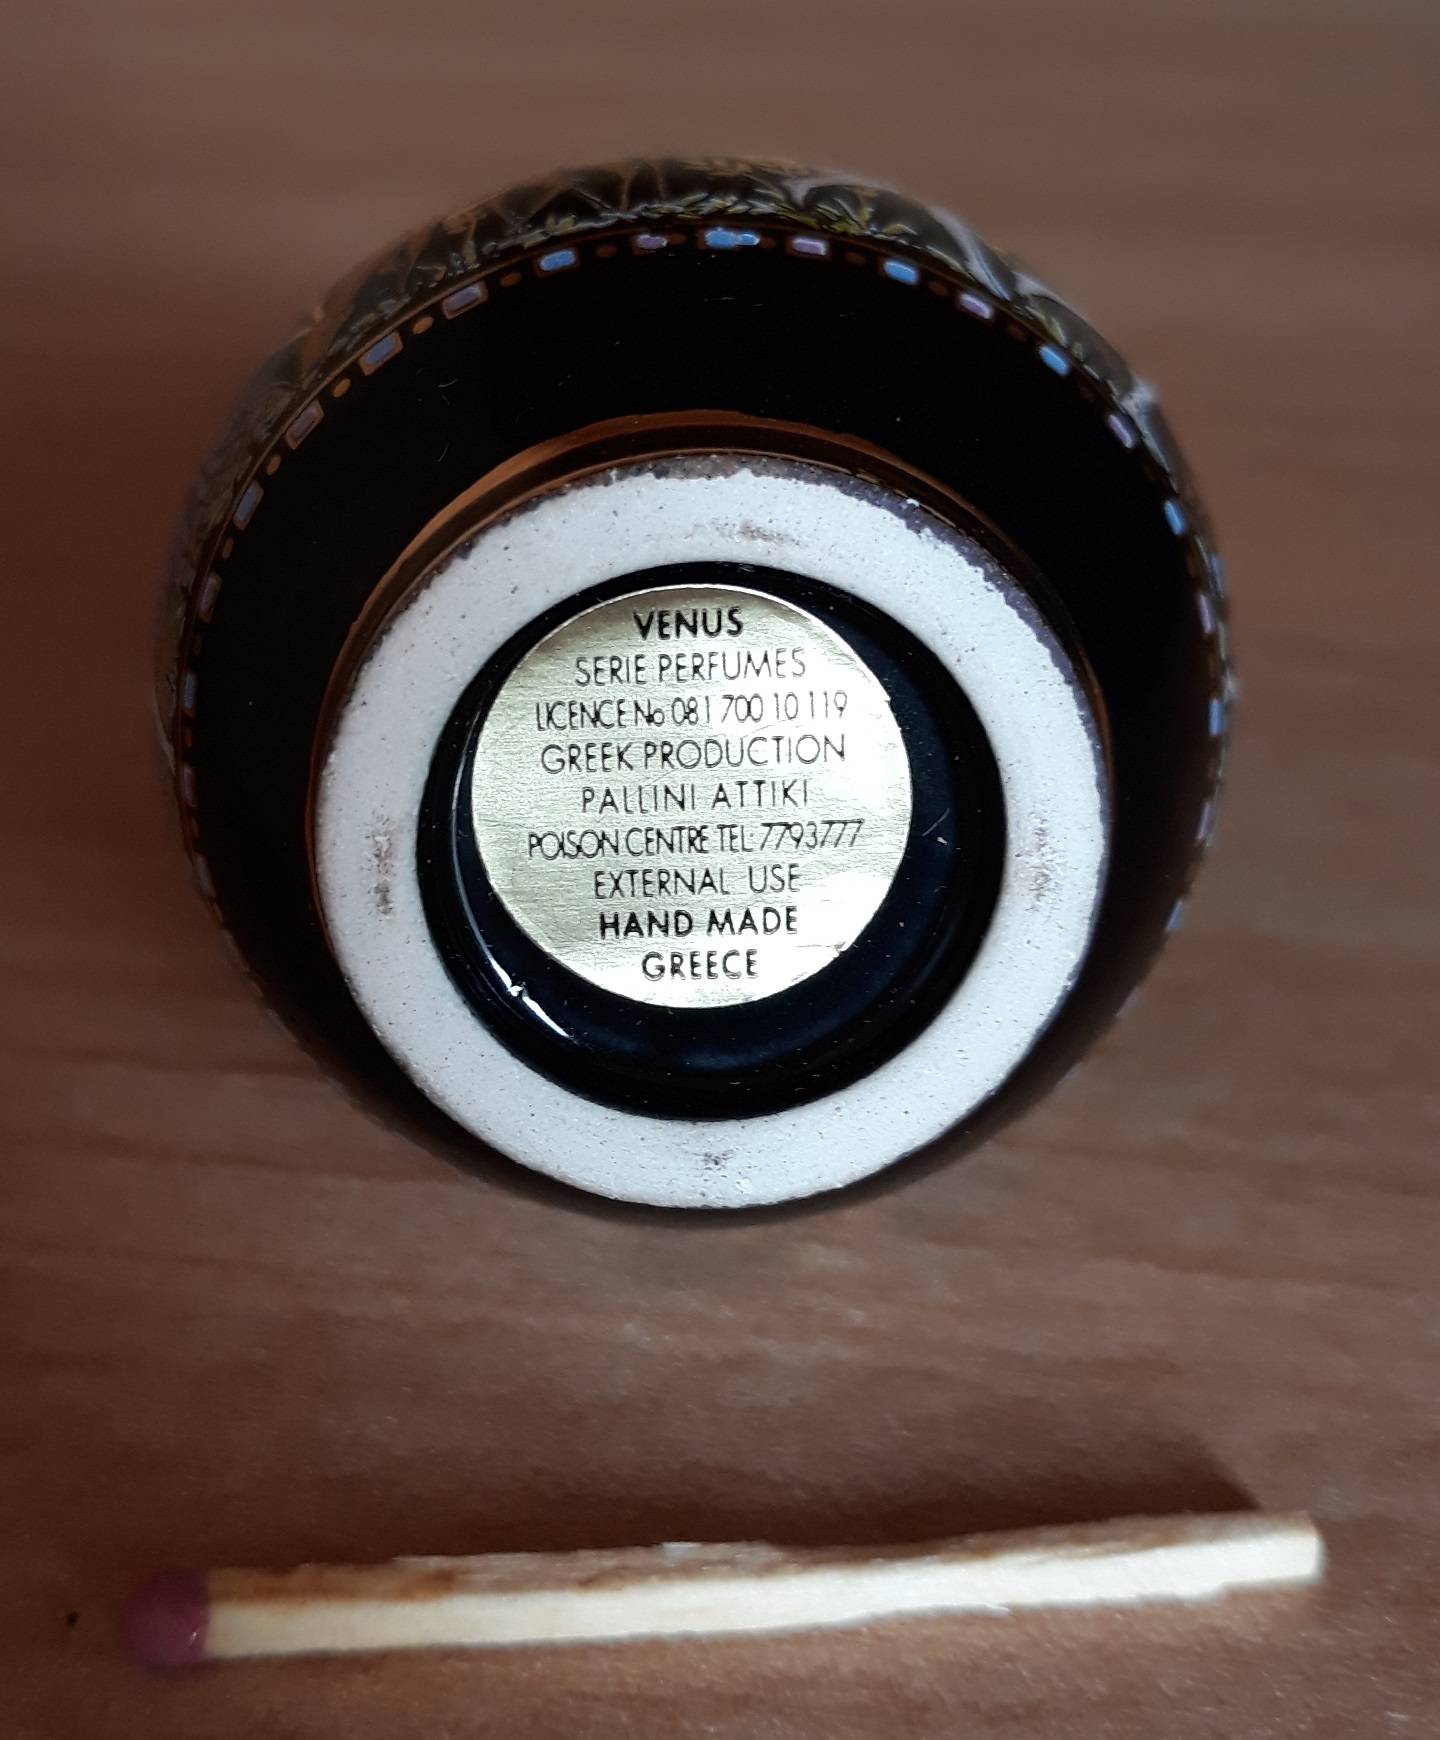 VENUS
SERIE PERFUMES
LICENCE No 081 700 10 119
GREEK PRODUCTION
PALLINI ATTIKI
POISON CENTRE TEL 7793777
EXTERNAL USE
HAND MADE
GREECE